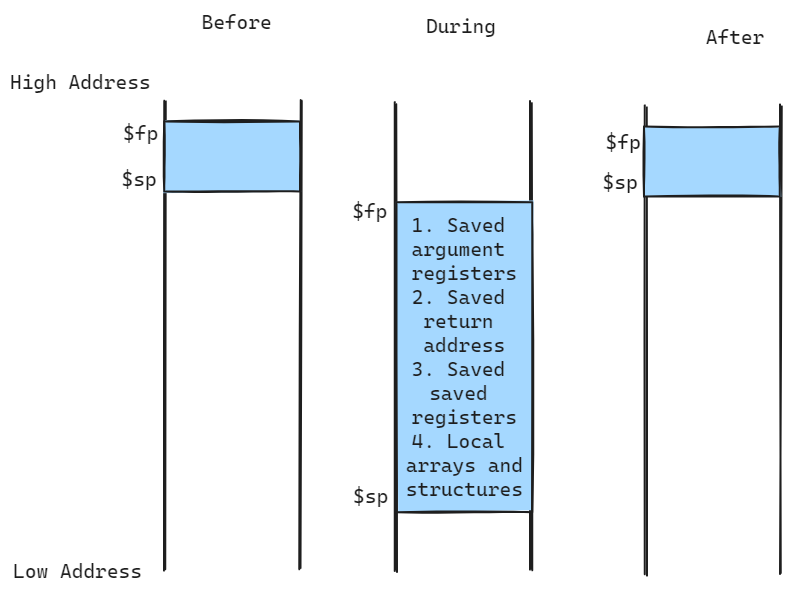 Before
During
After
High Address
$fp
$sp
$fp
1. Saved
argument
registers
2. Saved
return
address
3. Saved
saved
registers
4. Local
arrays and
structures
$sp
$fp
$sp
Low Address